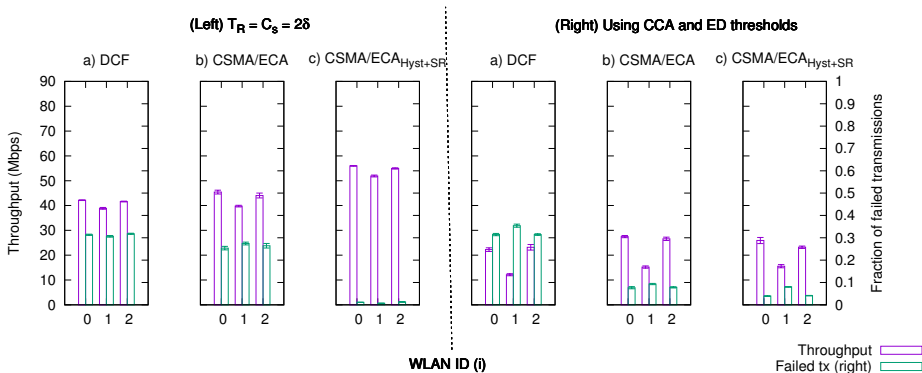 (Left) T_R = C_s = 2δ
(Right) Using CCA and ED thresholds
a) DCF
b) CSMA/ECA
c) CSMA/ECA_Hyst+SR
a) DCF
b) CSMA/ECA
c) CSMA/ECA_Hyst+SR
Throughput (Mbps)
90
80
70
60
50
40
30
20
10
0
0 1 2
0 1 2
0 1 2
0 1 2
0 1 2
0 1 2
1
0.9
0.8
0.7
0.6
0.5
0.4
0.3
0.2
0.1
0
Fraction of failed transmissions
WLAN ID (i)
Throughput
Failed tx (right)